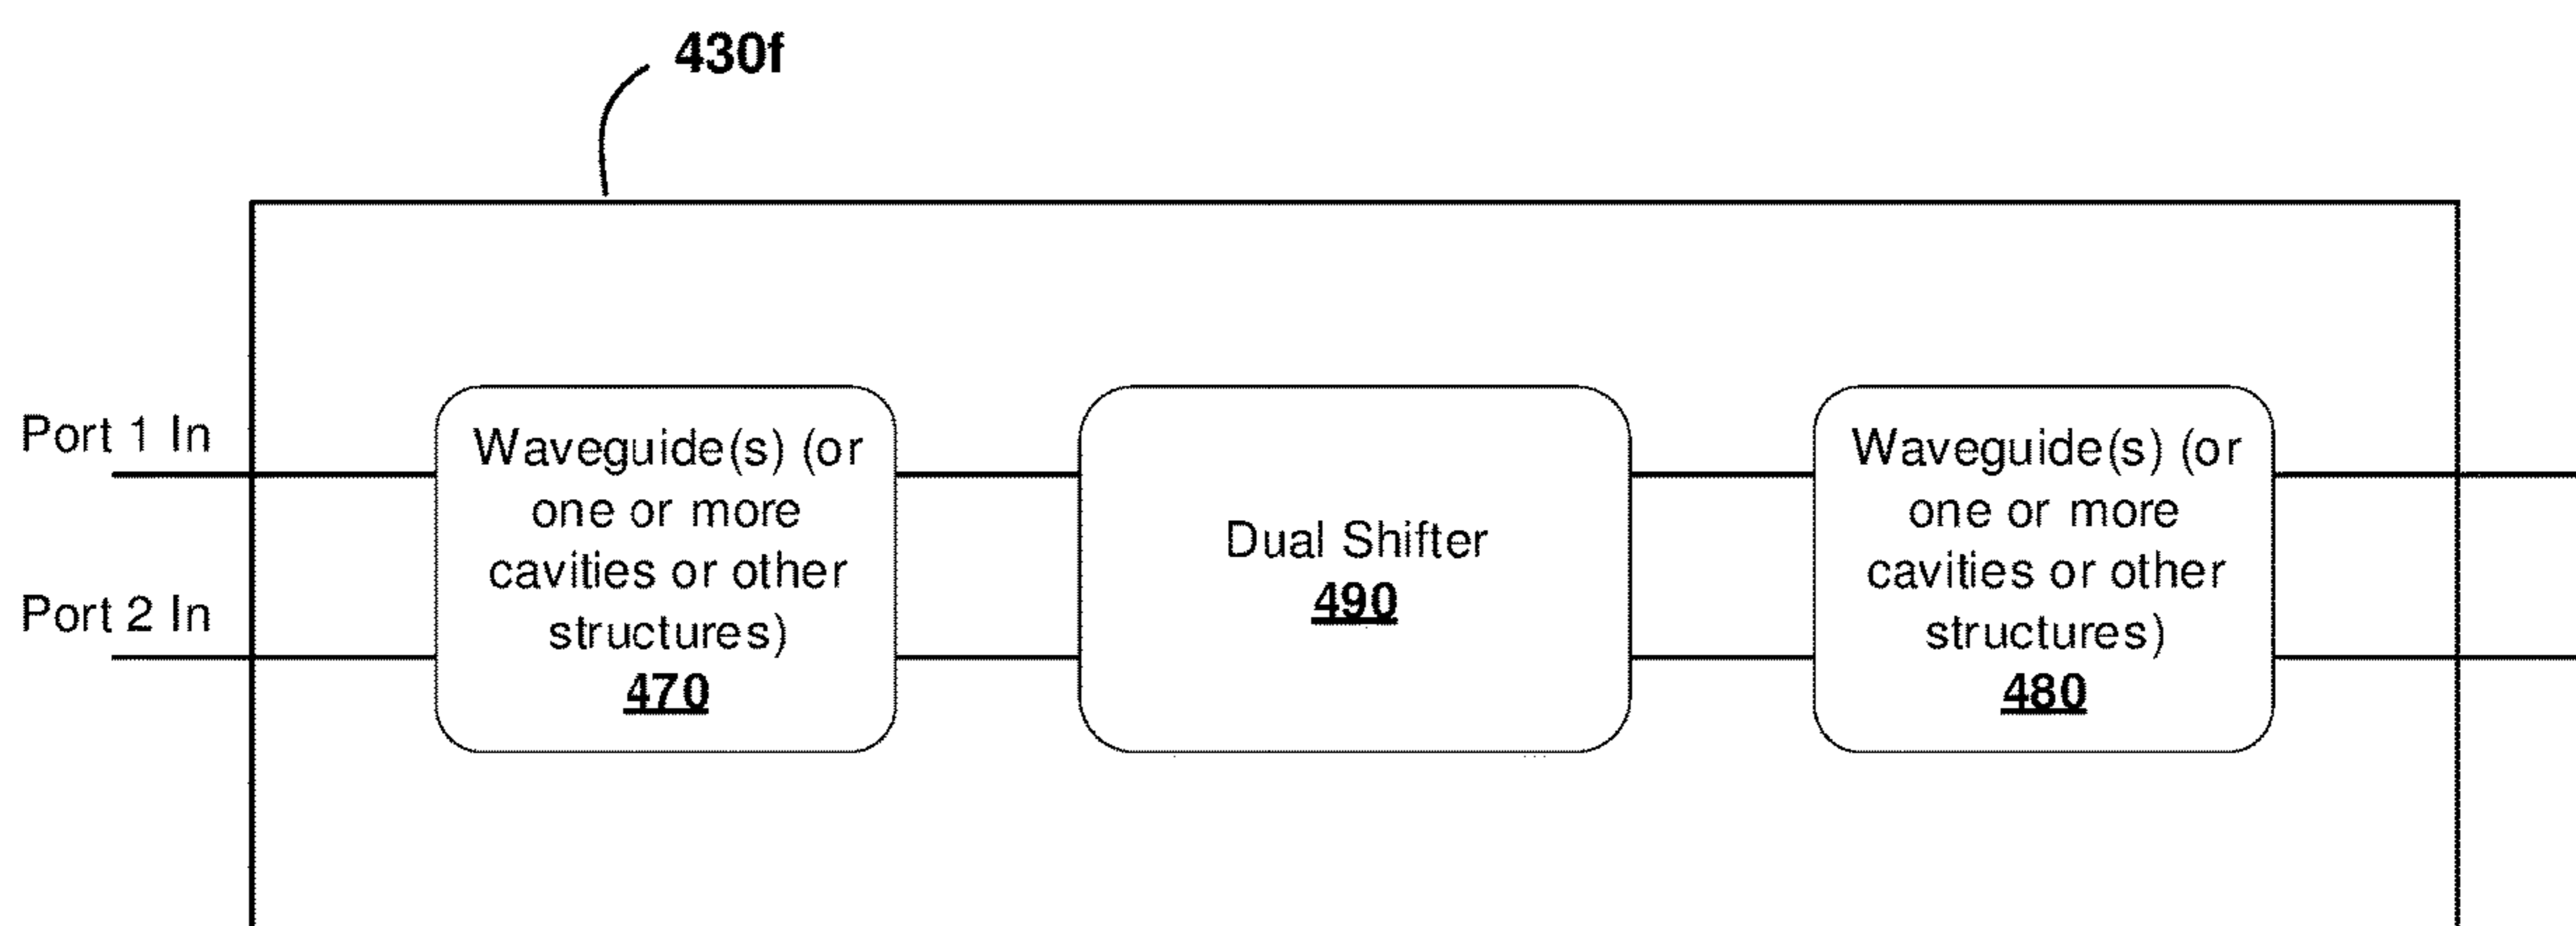 430f
Port 1 In
Port 2 In
Waveguide(s) (or
one or more
cavities or other
structures)
470
Dual Shifter
490
Waveguide(s) (or
one or more
cavities or other
structures)
480